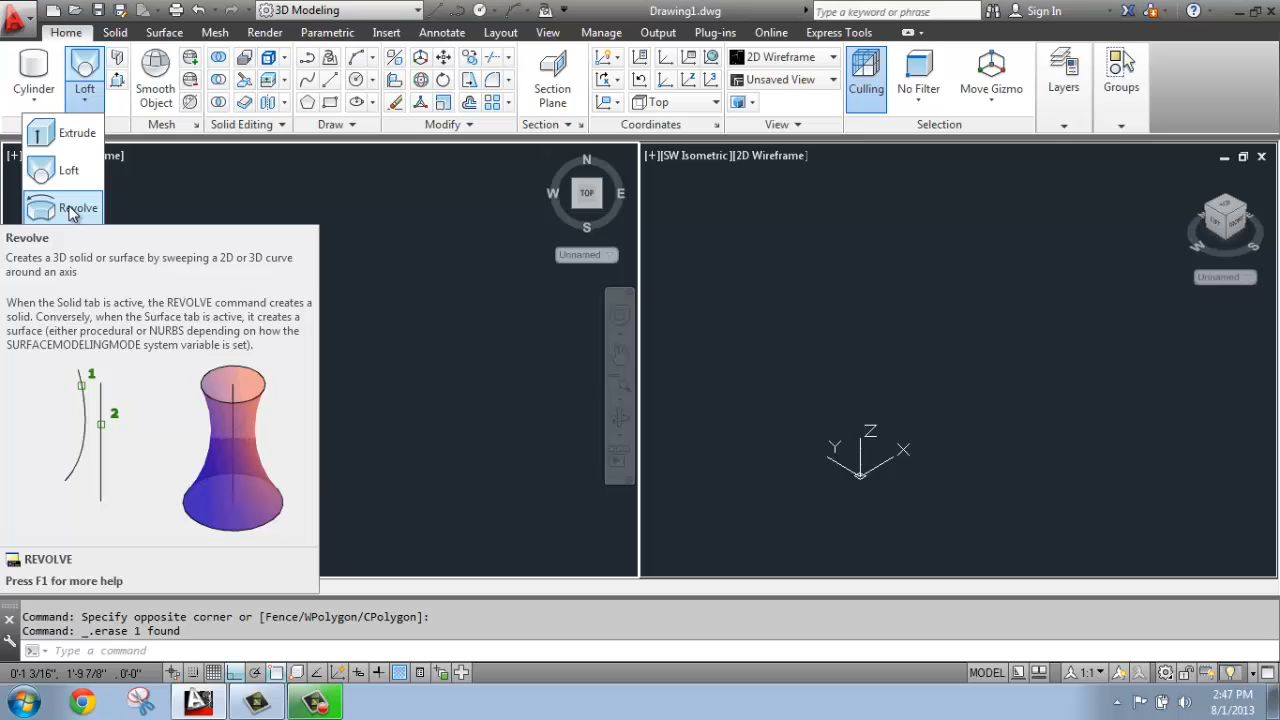 3D Modeling
Drawing1.dwg
Type a keyword or phrase
Sign In
Home
Solid
Surface
Mesh
Render
Parametric
Insert
Annotate
Layout
View
Manage
Output
Plug-ins
Online
Express Tools
Cylinder
Loft
Smooth
Object
Section
Plane
2D Wireframe
Unsaved View
Top
Culling
No Filter
Move Gizmo
Layers
Groups
Mesh
Solid Editing
Draw
Modify
Section
Coordinates
View
Selection
Extrude
Loft
Revolve
[+]
me]
[+][SW Isometric][2D Wireframe]
N
W
TOP
E
S
Unnamed
TOP
LEFT
FRONT
W
S
Unnamed
Revolve
Creates a 3D solid or surface by sweeping a 2D or 3D curve
around an axis
When the Solid tab is active, the REVOLVE command creates a
solid. Conversely, when the Surface tab is active, it creates a
surface (either procedural or NURBS depending on how the
SURFACEMODELINGMODE system variable is set).
1
2
Z
Y
X
REVOLVE
Press F1 for more help
Command: Specify opposite corner or [Fence/WPolygon/CPolygon]:
Command: _.erase 1 found
Type a command
0'-1 3/16", 1'-9 7/8", 0'-0"
MODEL
1:1
2:47 PM
8/1/2013